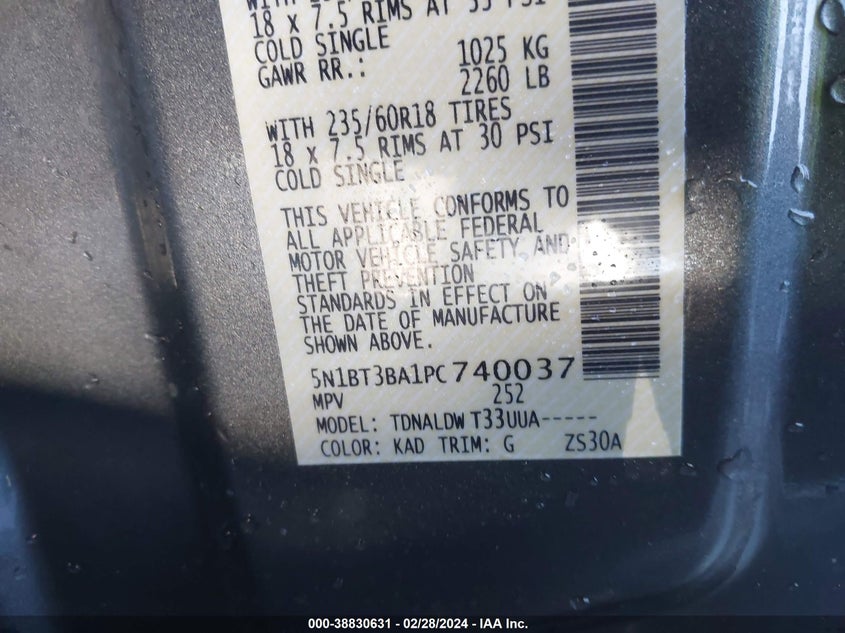 18 X 7.5 RIMS AT 35 PSI
COLD SINGLE
GAWR RR.: 1025 KG
2260 LB
WITH 235/60R18 TIRES
18 X 7.5 RIMS AT 30 PSI
COLD SINGLE
THIS VEHICLE CONFORMS TO
ALL APPLICABLE FEDERAL
MOTOR VEHICLE SAFETY AND
THEFT PREVENTION
STANDARDS IN EFFECT ON
THE DATE OF MANUFACTURE
SHOWN ABOVE.
5N1BT3BA1PC740037
MPV 252
MODEL: TDNALDW T33UUA-----
COLOR: KAD TRIM: G ZS30A
000-38830631 - 02/28/2024 - IAA Inc.